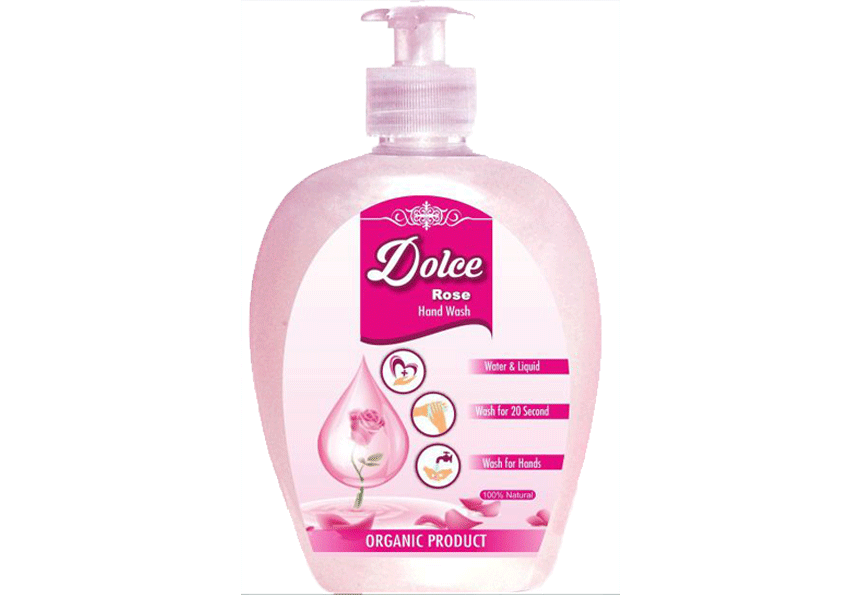 Dolce
Rose
Hand Wash
Water & Liquid
Wash for 20 Second
Wash for Hands
100% Natural
ORGANIC PRODUCT